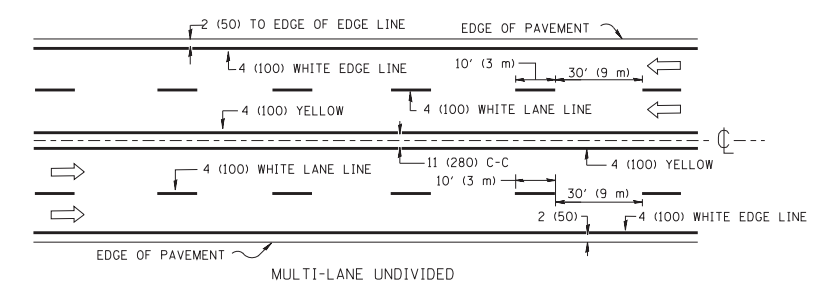 2 (50) TO EDGE OF EDGE LINE
EDGE OF PAVEMENT
4 (100) WHITE EDGE LINE
10' (3 m)
30' (9 m)
4 (100) YELLOW
4 (100) WHITE LANE LINE
℄
4 (100) WHITE LANE LINE
11 (280) C-C
4 (100) YELLOW
10' (3 m)
30' (9 m)
2 (50)
4 (100) WHITE EDGE LINE
EDGE OF PAVEMENT
MULTI-LANE UNDIVIDED